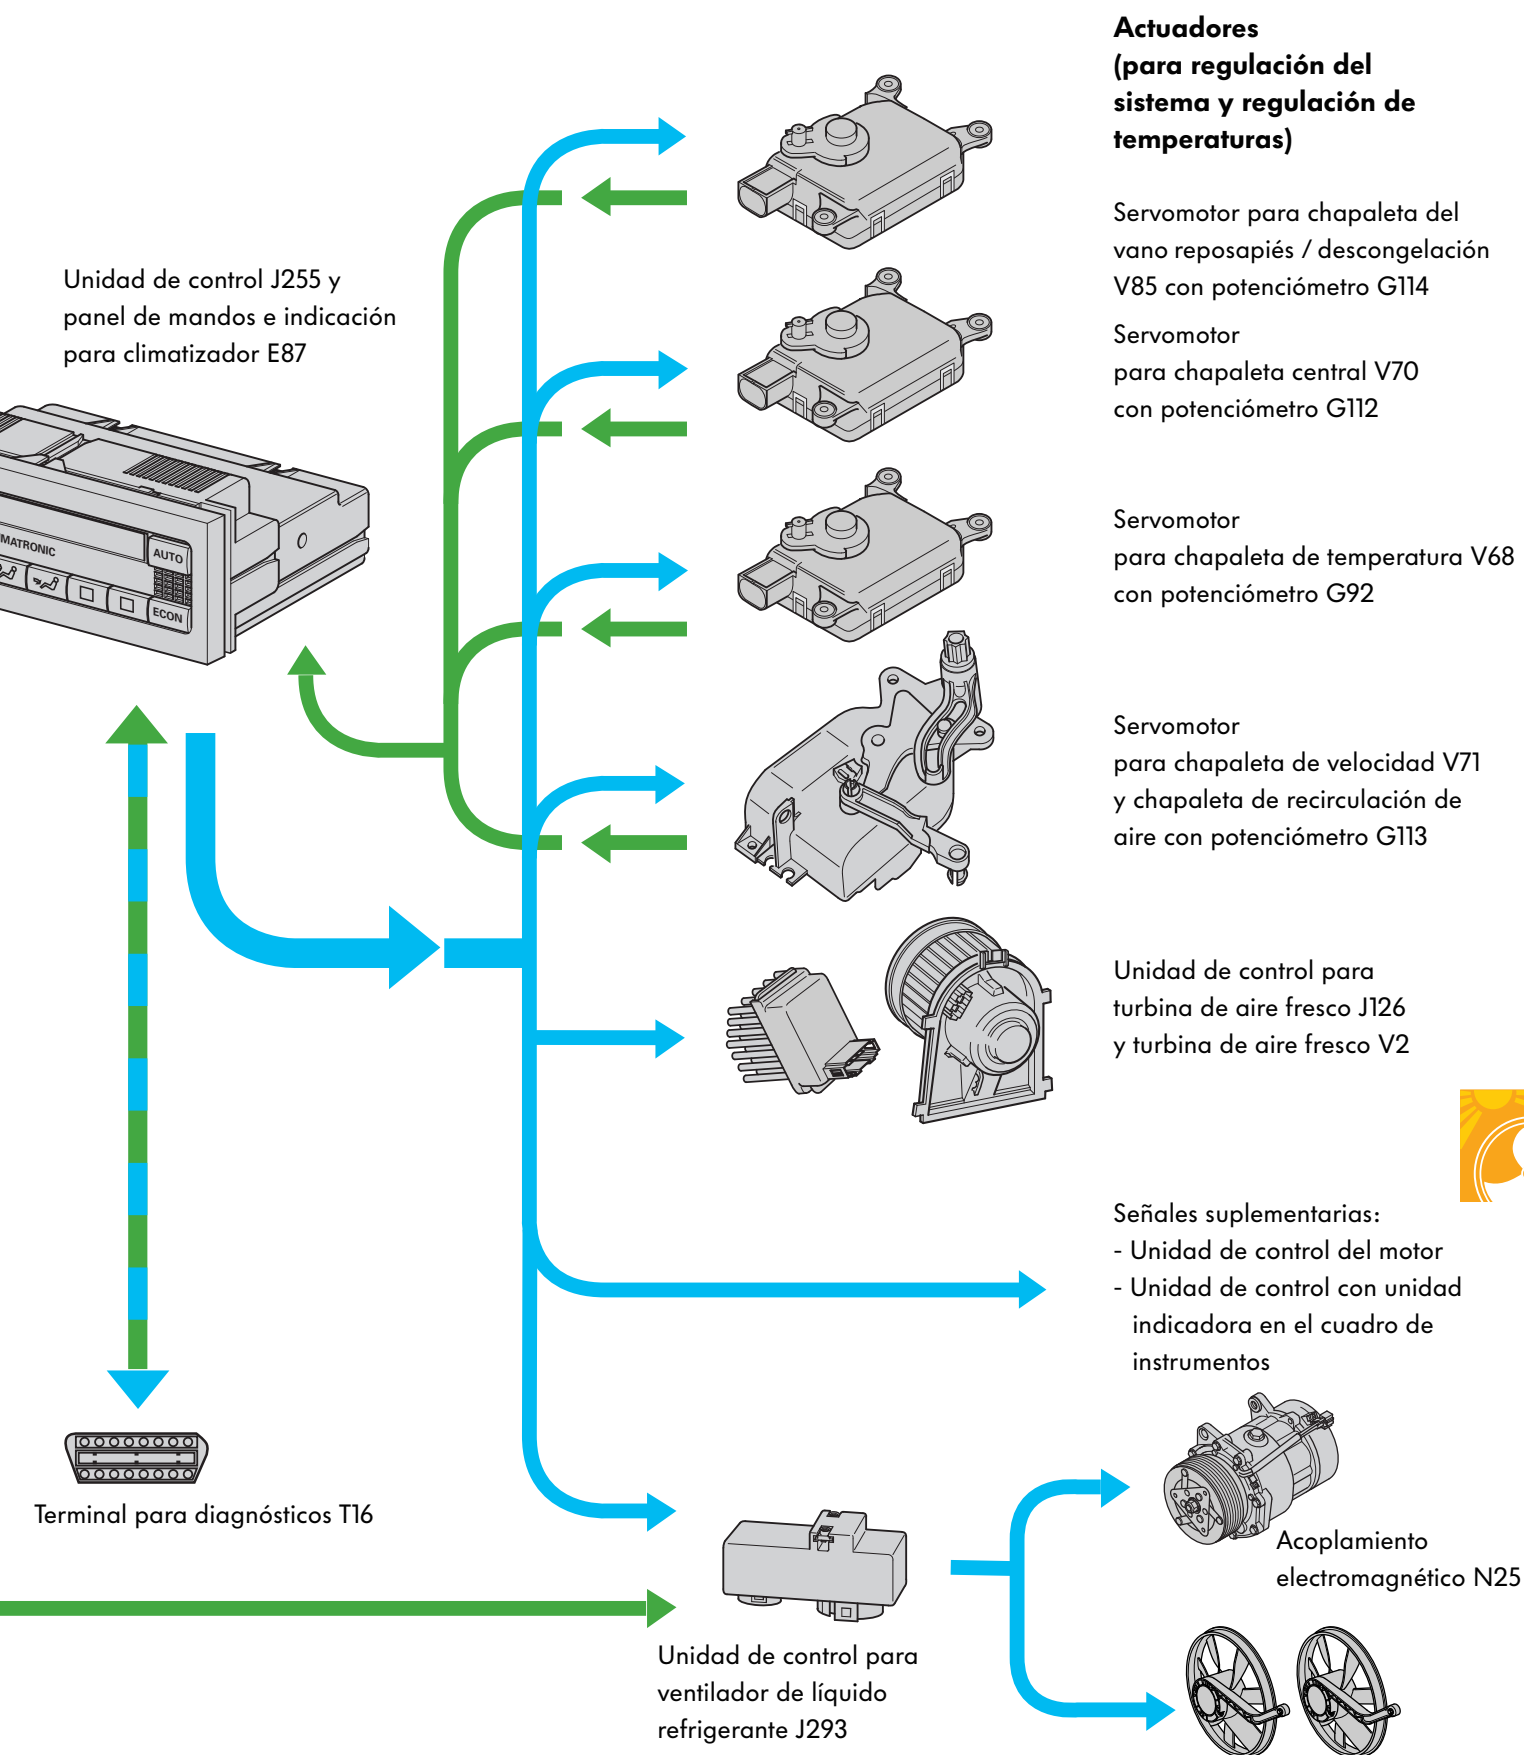 Actuadores
(para regulación del
sistema y regulación de
temperaturas)
Servomotor para chapaleta del
vano reposapiés / descongelación
V85 con potenciómetro G114
Unidad de control J255 y
panel de mandos e indicación
para climatizador E87
Servomotor
para chapaleta central V70
con potenciómetro G112
MATRONIC
AUTO
ECON
Servomotor
para chapaleta de temperatura V68
con potenciómetro G92
Servomotor
para chapaleta de velocidad V71
y chapaleta de recirculación de
aire con potenciómetro G113
Unidad de control para
turbina de aire fresco J126
y turbina de aire fresco V2
Señales suplementarias:
- Unidad de control del motor
- Unidad de control con unidad
indicadora en el cuadro de
instrumentos
Terminal para diagnósticos T16
Acoplamiento
electromagnético N25
Unidad de control para
ventilador de líquido
refrigerante J293